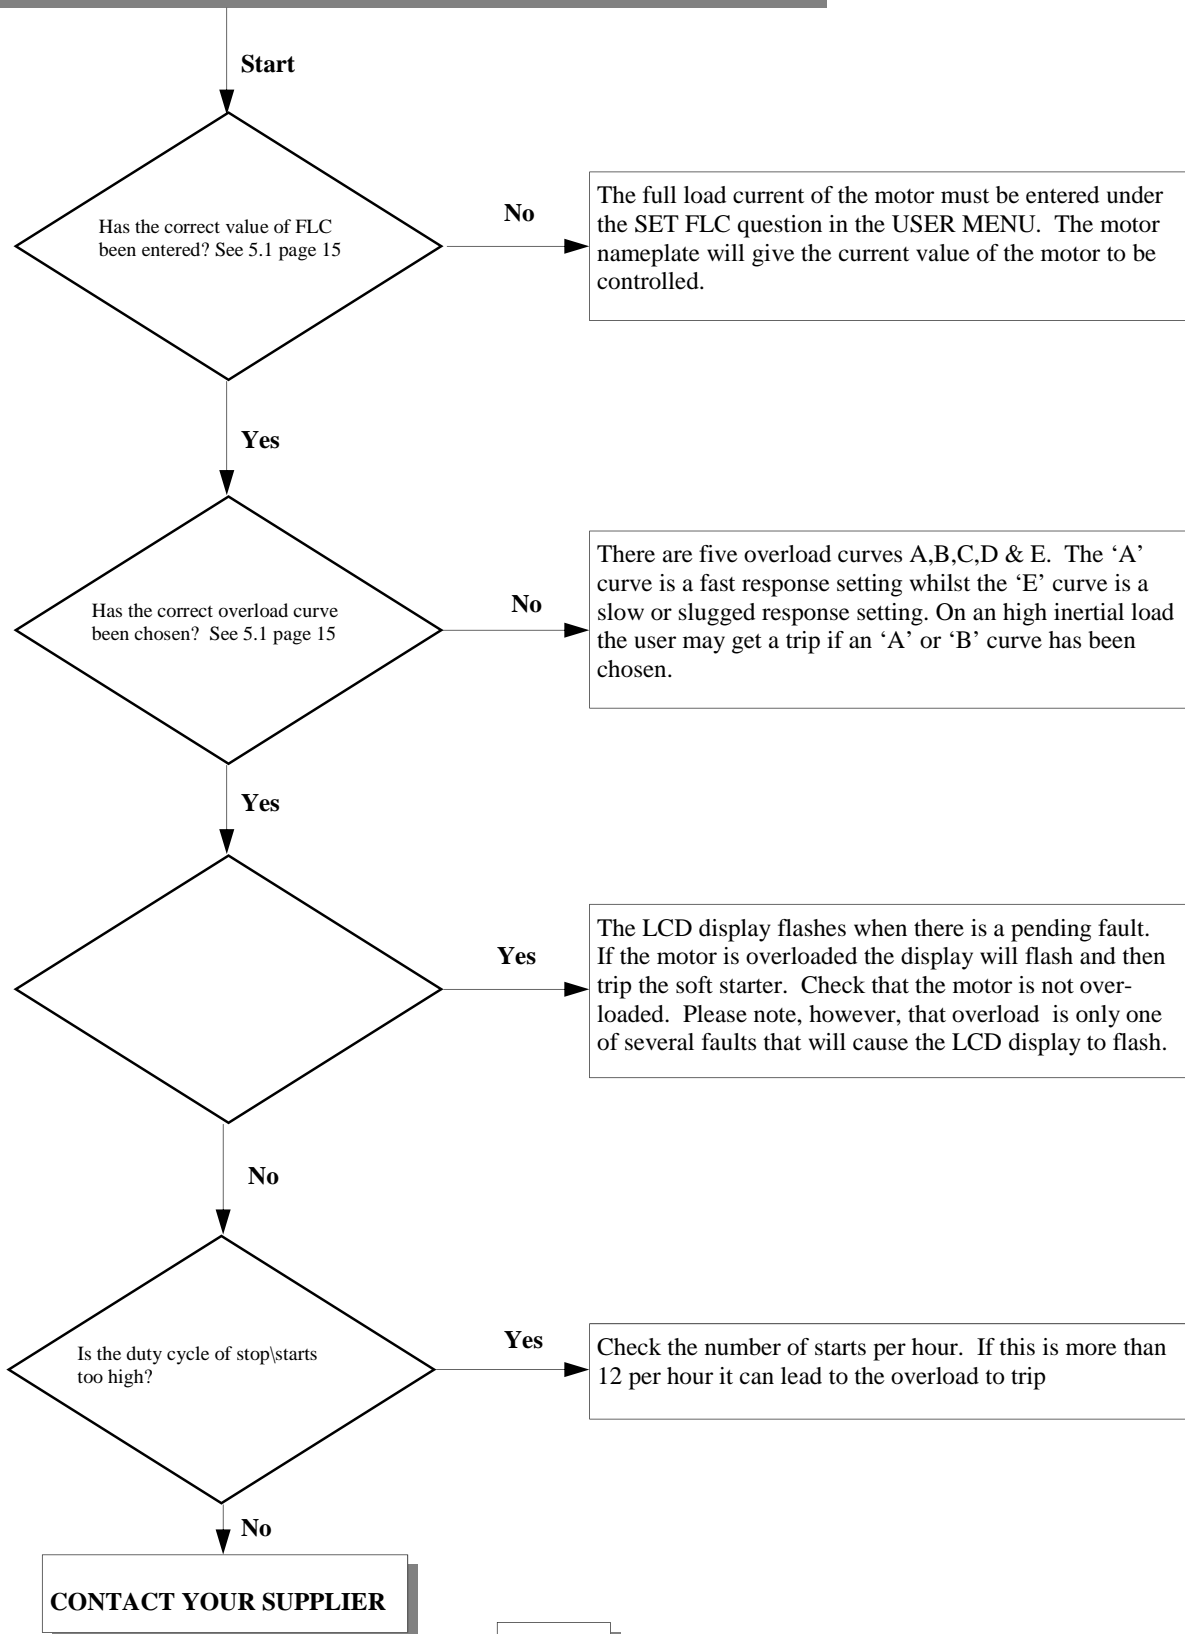 Start
Has the correct value of FLC
been entered? See 5.1 page 15
No
The full load current of the motor must be entered under
the SET FLC question in the USER MENU. The motor
nameplate will give the current value of the motor to be
controlled.
Yes
Has the correct overload curve
been chosen? See 5.1 page 15
No
There are five overload curves A,B,C,D & E. The ‘A’
curve is a fast response setting whilst the ‘E’ curve is a
slow or slugged response setting. On an high inertial load
the user may get a trip if an ‘A’ or ‘B’ curve has been
chosen.
Yes
Yes
The LCD display flashes when there is a pending fault.
If the motor is overloaded the display will flash and then
trip the soft starter. Check that the motor is not over-
loaded. Please note, however, that overload is only one
of several faults that will cause the LCD display to flash.
No
Is the duty cycle of stop\starts
too high?
Yes
Check the number of starts per hour. If this is more than
12 per hour it can lead to the overload to trip
No
CONTACT YOUR SUPPLIER